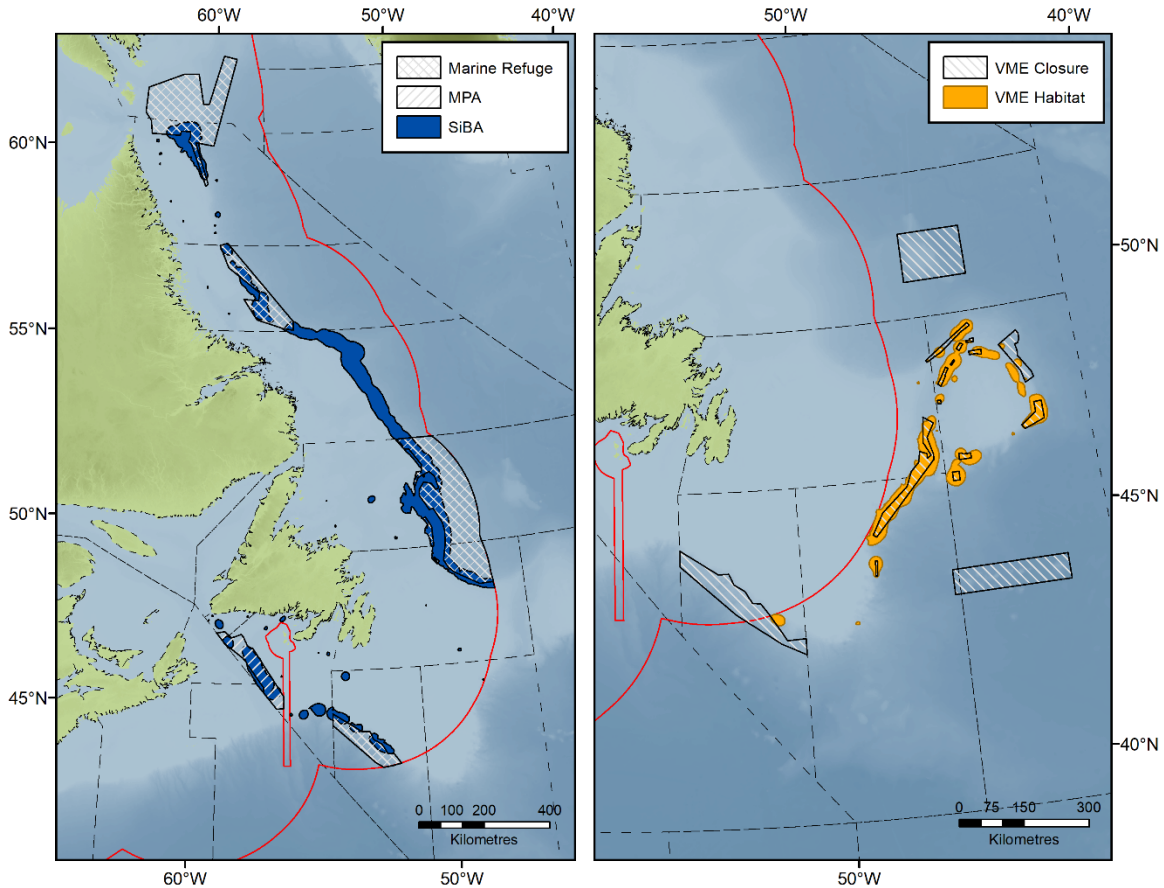 60°W
50°W
40°W
50°W
40°W
Marine Refuge
MPA
SiBA
VME Closure
VME Habitat
60°N
55°N
50°N
45°N
50°N
45°N
40°N
0 100 200 400
Kilometres
0 75 150 300
Kilometres
60°W
50°W
50°W